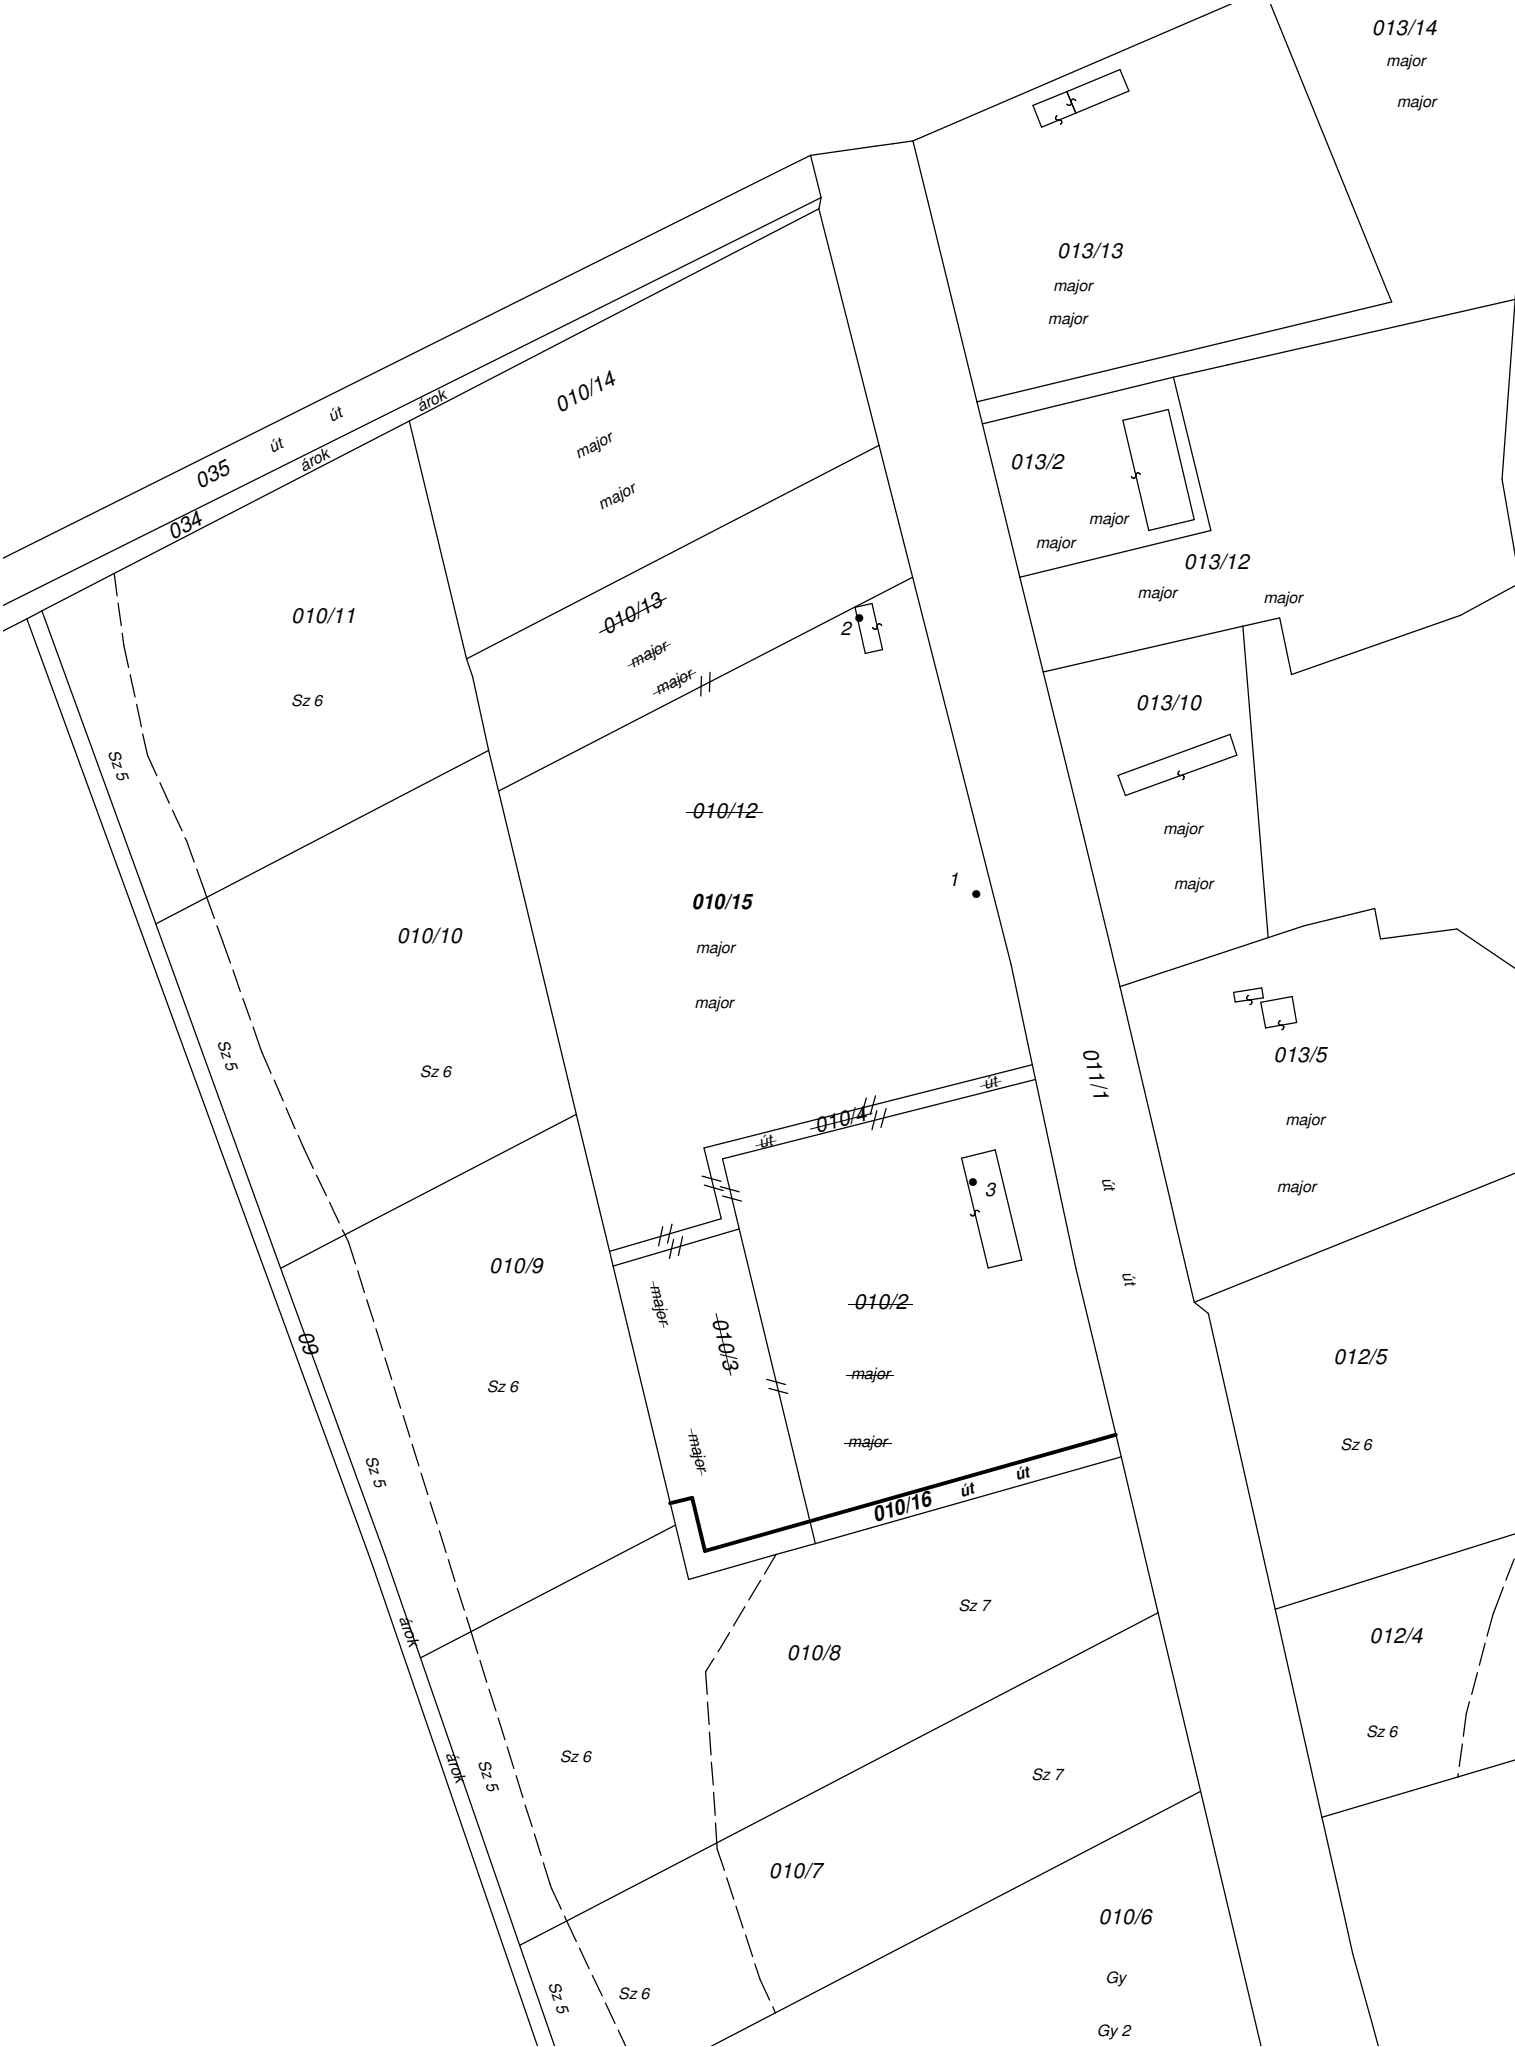 013/14
major
major
013/13
major
major
010/14
major
major
árok
út
út
035
árok
034
013/2
major
major
013/12
major
major
010/11
Sz 6
Sz 5
010/13
major
major
2
013/10
major
major
010/12
010/15
major
major
1
010/10
Sz 6
Sz 5
013/5
major
major
011/1
út
út
út
010/4
út
3
010/9
Sz 6
09
major
010/3
major
010/2
major
major
012/5
Sz 6
Sz 5
010/16
út
út
Sz 7
010/8
árok
012/4
Sz 6
Sz 6
árok
Sz 5
Sz 7
010/7
010/6
Gy
Gy 2
Sz 6
Sz 5